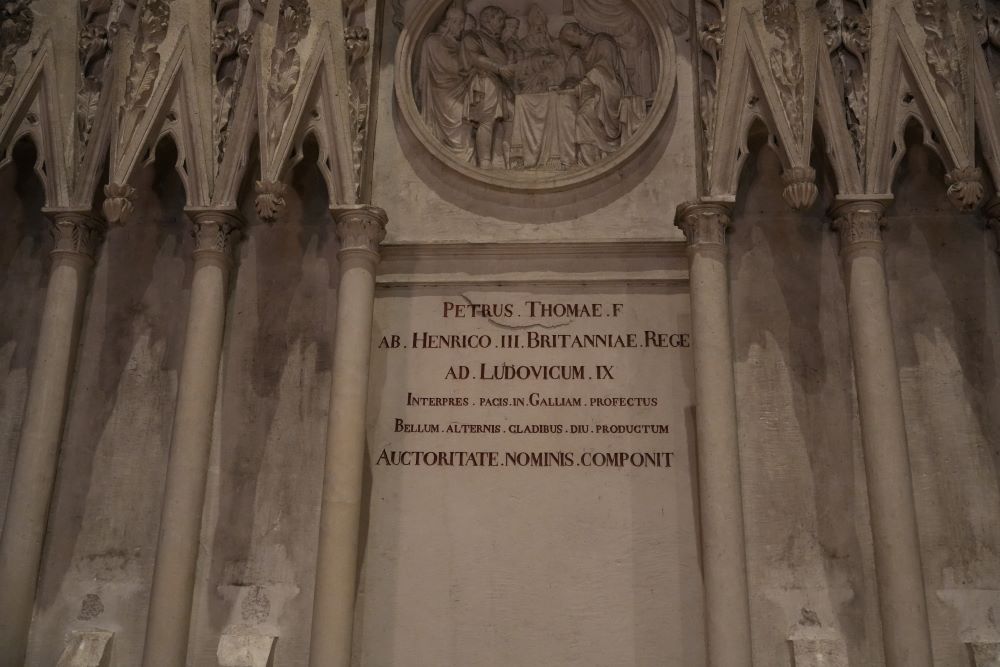 PETRUS . THOMAE . F
AB . HENRICO . III . BRITANNIAE . REGE
AD . LUDOVICUM . IX
INTERPRES . PACIS . IN . GALLIAM . PROFECTUS
BELLUM . ALTERNIS . CLADIBUS . DIU . PRODUCTUM
AUCTORITATE . NOMINIS . COMPONIT